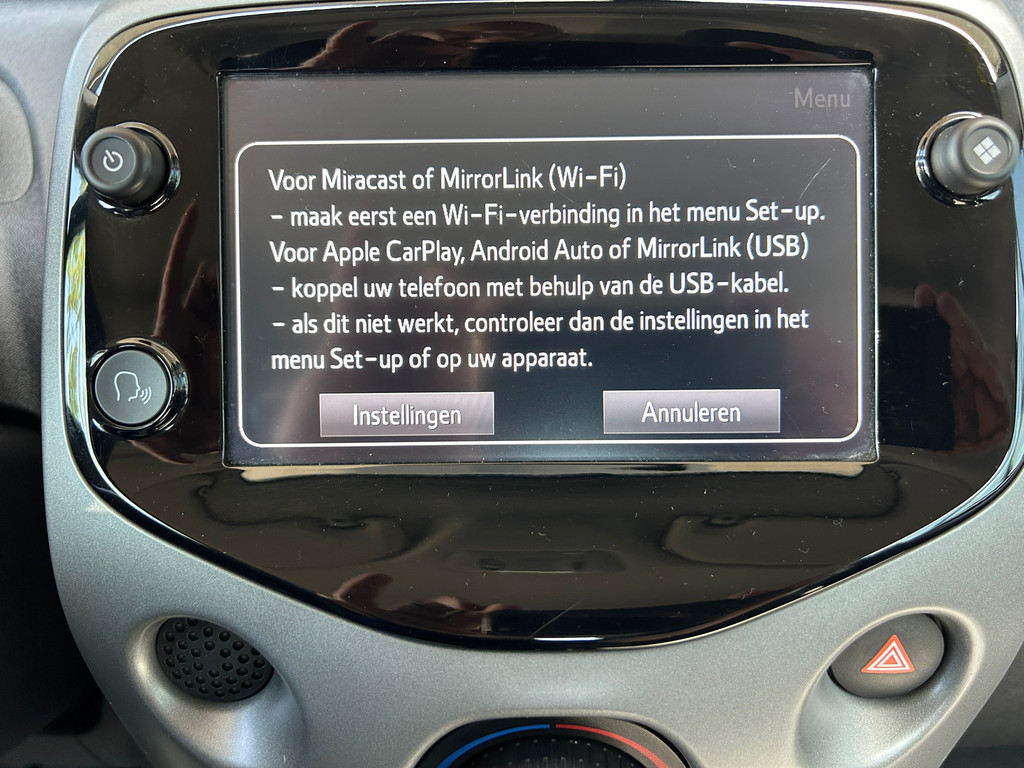 Menu
Voor Miracast of MirrorLink (Wi-Fi)
- maak eerst een Wi-Fi-verbinding in het menu Set-up.
Voor Apple CarPlay, Android Auto of MirrorLink (USB)
- koppel uw telefoon met behulp van de USB-kabel.
- als dit niet werkt, controleer dan de instellingen in het
menu Set-up of op uw apparaat.
Instellingen
Annuleren